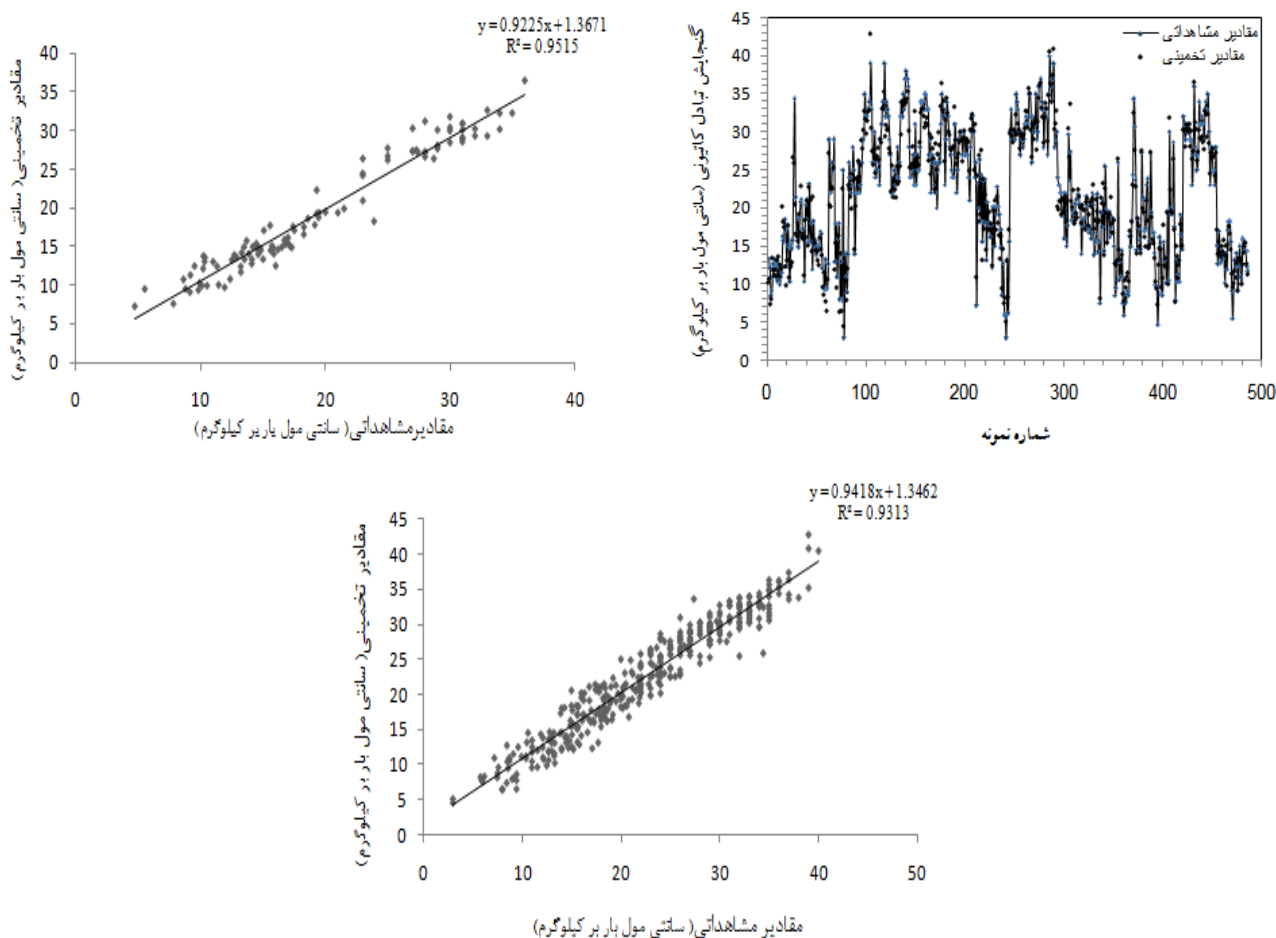 y = 0.9225x + 1.3671
R² = 0.9515
مقادیر تخمینی( سانتی مول بار بر کیلوگرم)
40
35
30
25
20
15
10
5
0
0 10 20 30 40
مقادیرمشاهداتی( سانتی مول بار بر کیلوگرم)
گنجایش تبادل کاتیونی (سانتی مول بار بر کیلوگرم)
مقادیر مشاهداتی
مقادیر تخمینی
45
40
35
30
25
20
15
10
5
0
0 100 200 300 400 500
شماره نمونه
y = 0.9418x + 1.3462
R² = 0.9313
مقادیر تخمینی( سانتی مول بار بر کیلوگرم)
45
40
35
30
25
20
15
10
5
0
0 10 20 30 40 50
مقادیر مشاهداتی( سانتی مول بار بر کیلوگرم)